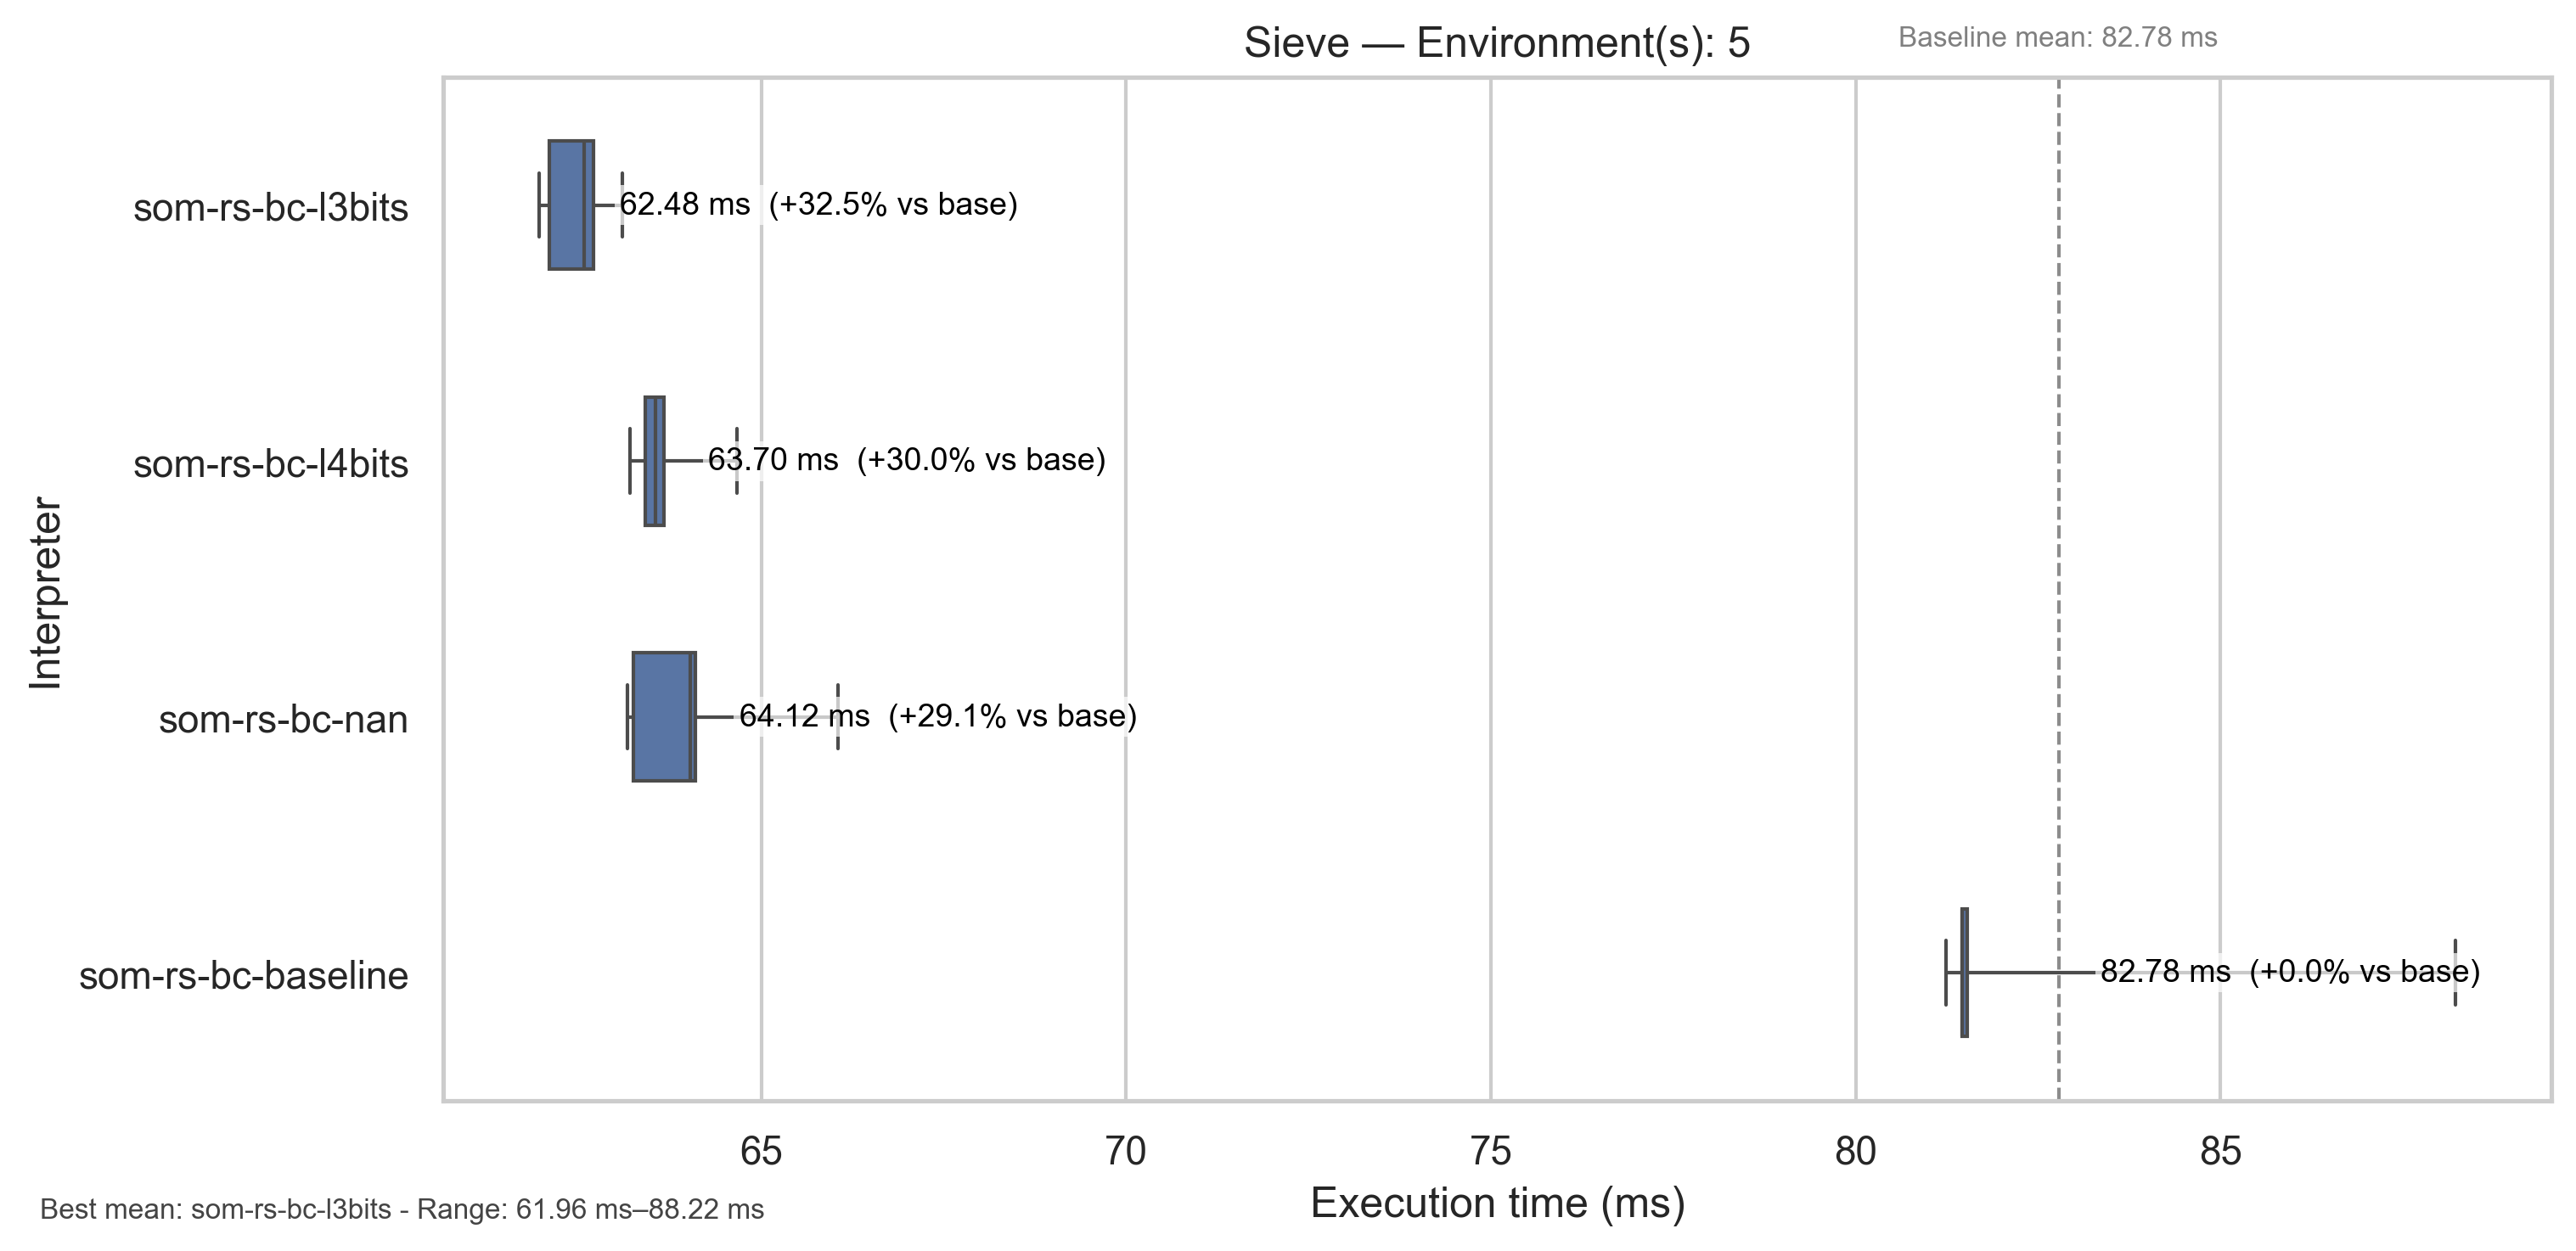 Sieve — Environment(s): 5
Baseline mean: 82.78 ms
Interpreter
som-rs-bc-l3bits
62.48 ms (+32.5% vs base)
som-rs-bc-l4bits
63.70 ms (+30.0% vs base)
som-rs-bc-nan
64.12 ms (+29.1% vs base)
som-rs-bc-baseline
82.78 ms (+0.0% vs base)
65 70 75 80 85
Execution time (ms)
Best mean: som-rs-bc-l3bits - Range: 61.96 ms–88.22 ms